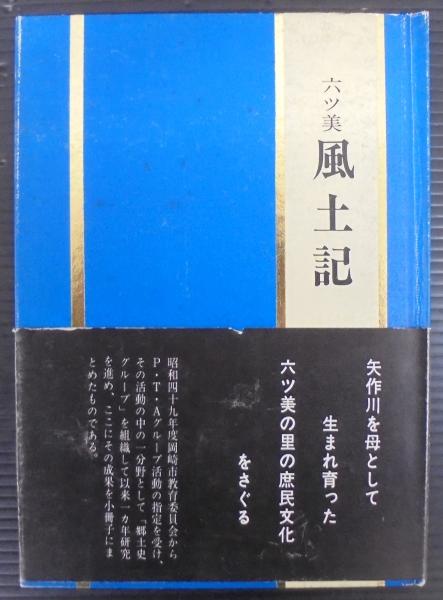 六ツ美
風土記
矢作川を母として
生まれ育った
六ツ美の里の庶民文化
をさぐる
昭和四十九年度岡崎市教育委員会から
P・T・Aグループ活動の指定を受け、
その活動の中の一分野として「郷土史
グループ」を組織して以来一カ年研究
を進め、ここにその成果を小冊子にま
とめたものである。